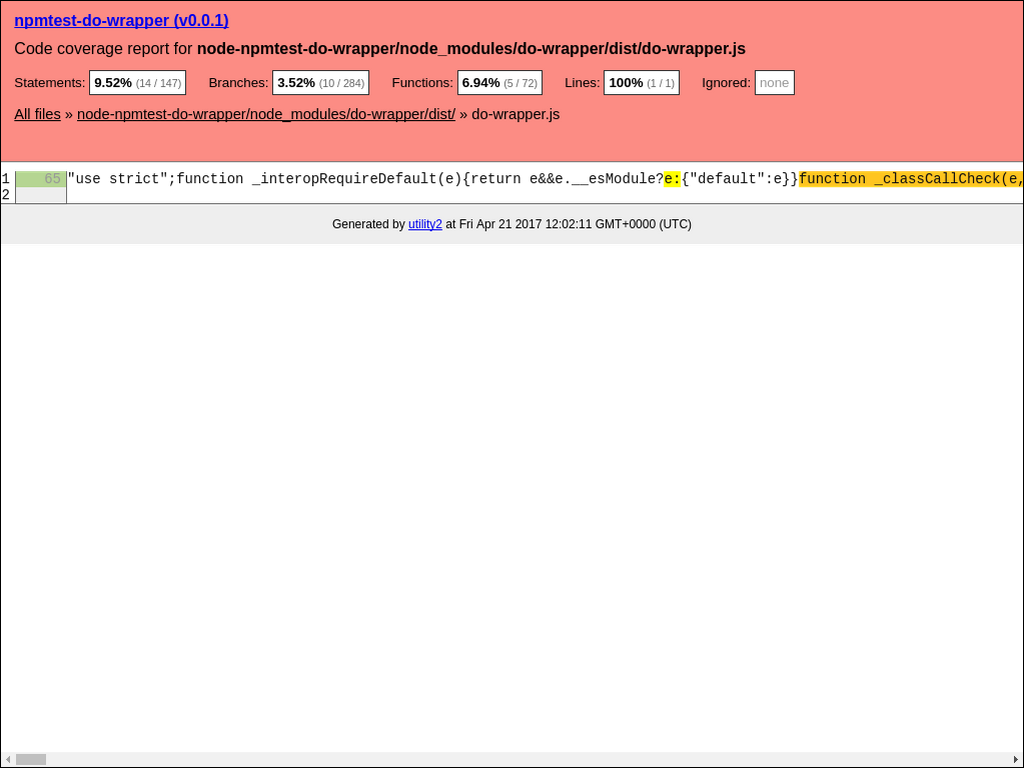 npmtest-do-wrapper (v0.0.1)
Code coverage report for node-npmtest-do-wrapper/node_modules/do-wrapper/dist/do-wrapper.js
Statements: 9.52% (14 / 147) Branches: 3.52% (10 / 284) Functions: 6.94% (5 / 72) Lines: 100% (1 / 1) Ignored: none
All files » node-npmtest-do-wrapper/node_modules/do-wrapper/dist/ » do-wrapper.js
1 65 "use strict";function _interopRequireDefault(e){return e&&e.__esModule?e:{"default":e}}function _classCallCheck(e,
2
Generated by utility2 at Fri Apr 21 2017 12:02:11 GMT+0000 (UTC)